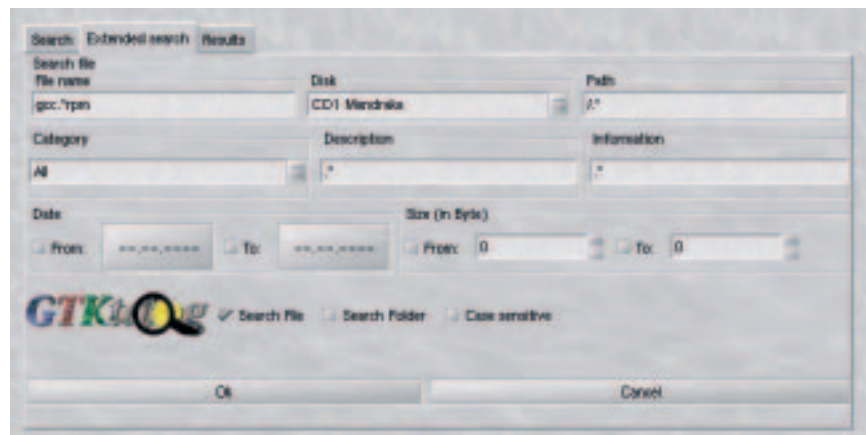 Search Extended search Results
Search file
File name Disk Path
gcc.*rpm CD1 Mandrake /.*
Category Description Information
All .* .*
Date Size (in Byte)
From: --.--.---- To: --.--.---- From: 0 To: 0
GTKtalog Search File Search Folder Case sensitive
Ok Cancel